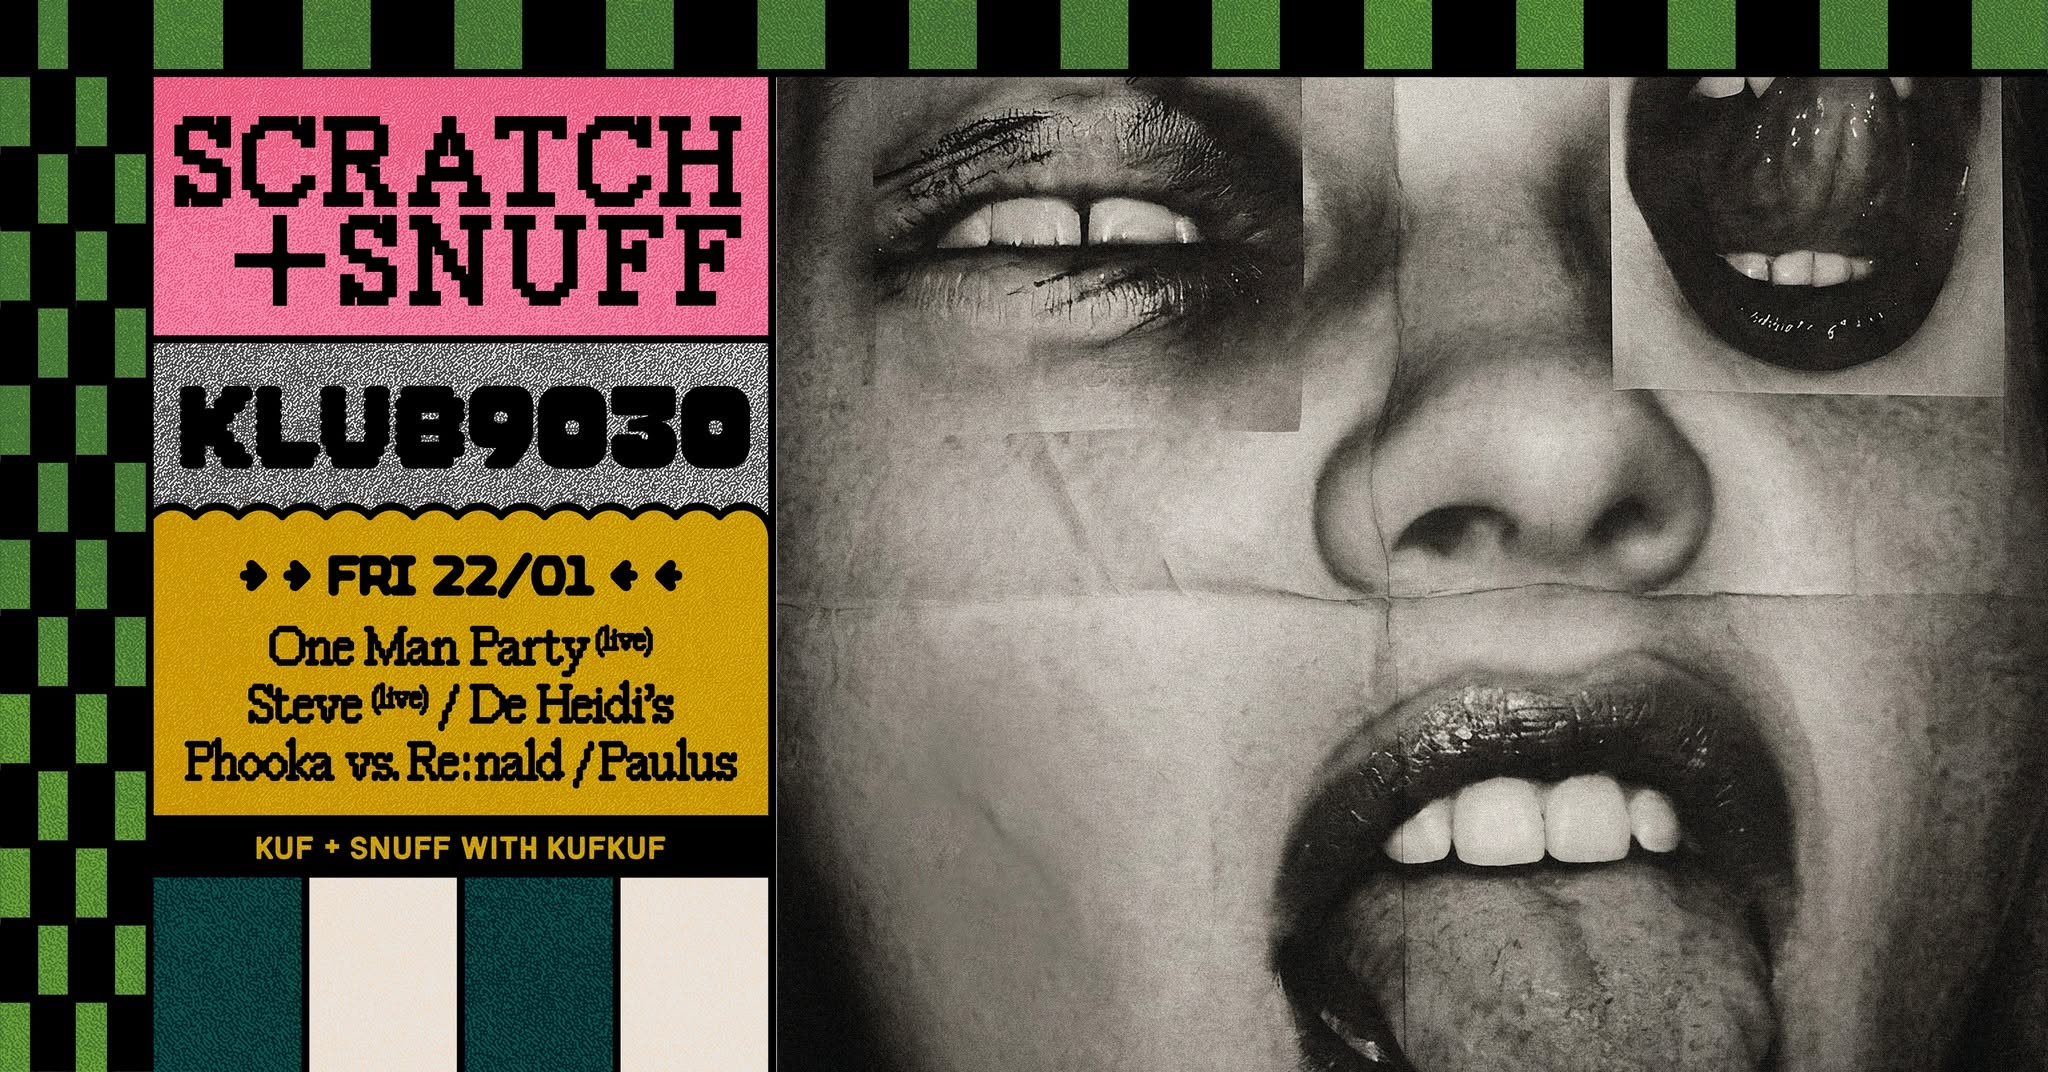 SCRATCH
+SNUFF
KLUB9030
FRI 22/01
One Man Party (live)
Steve (live) / De Heidi's
Phooka vs. Re:nald / Paulus
KUF + SNUFF WITH KUFKUF